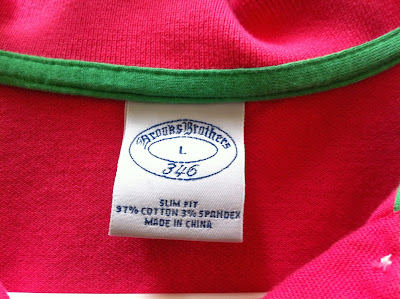 Brooks Brothers
L
346
SLIM FIT
97% COTTON 3% SPANDEX
MADE IN CHINA